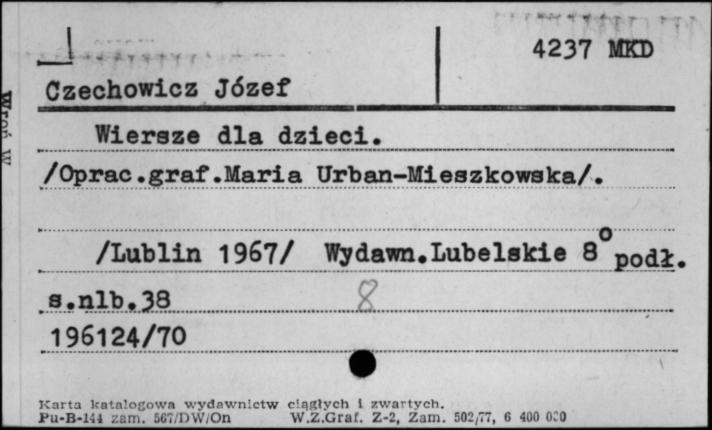 4237 MKD
Czechowicz Józef
Wiersze dla dzieci.
/Oprac.graf.Maria Urban-Mieszkowska/.
/Lublin 1967/ Wydawn.Lubelskie 8° podł.
s.nlb.38 8
196124/70
Karta katalogowa wydawnictw ciągłych i zwartych.
Pu-B-144 zam. 567/DW/On W.Z.Graf. Z-2, Zam. 502/77, 6 400 000